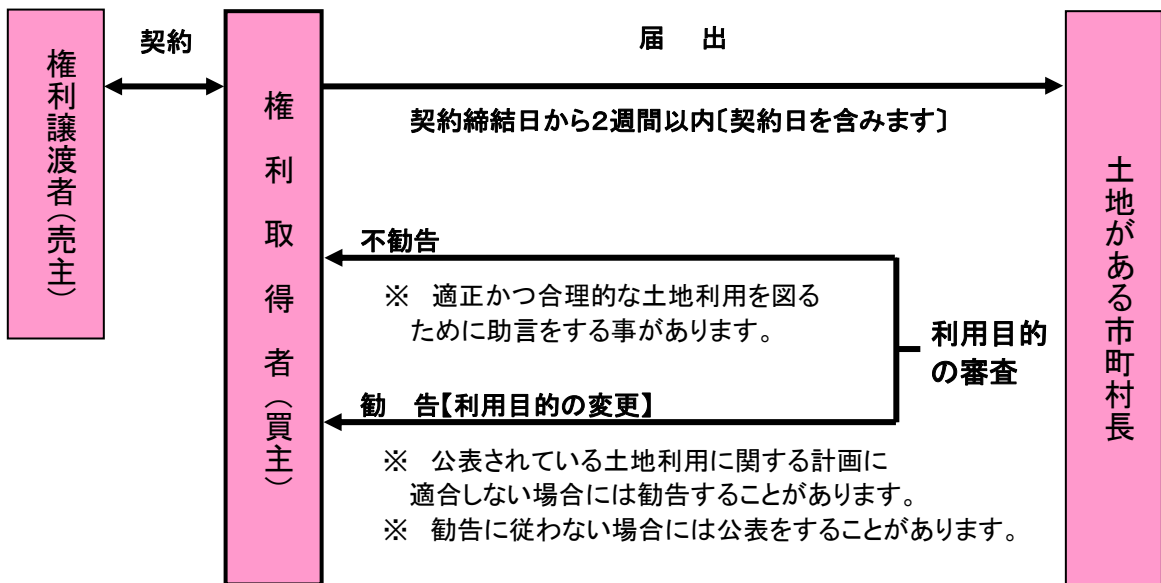 権利譲渡者（売主）
契約
権利取得者（買主）
届　出
契約締結日から２週間以内〔契約日を含みます〕
不勧告
※　適正かつ合理的な土地利用を図る
ために助言をする事があります。
利用目的
の審査
勧　告【利用目的の変更】
※　公表されている土地利用に関する計画に
適合しない場合には勧告することがあります。
※　勧告に従わない場合には公表をすることがあります。
土地がある市町村長